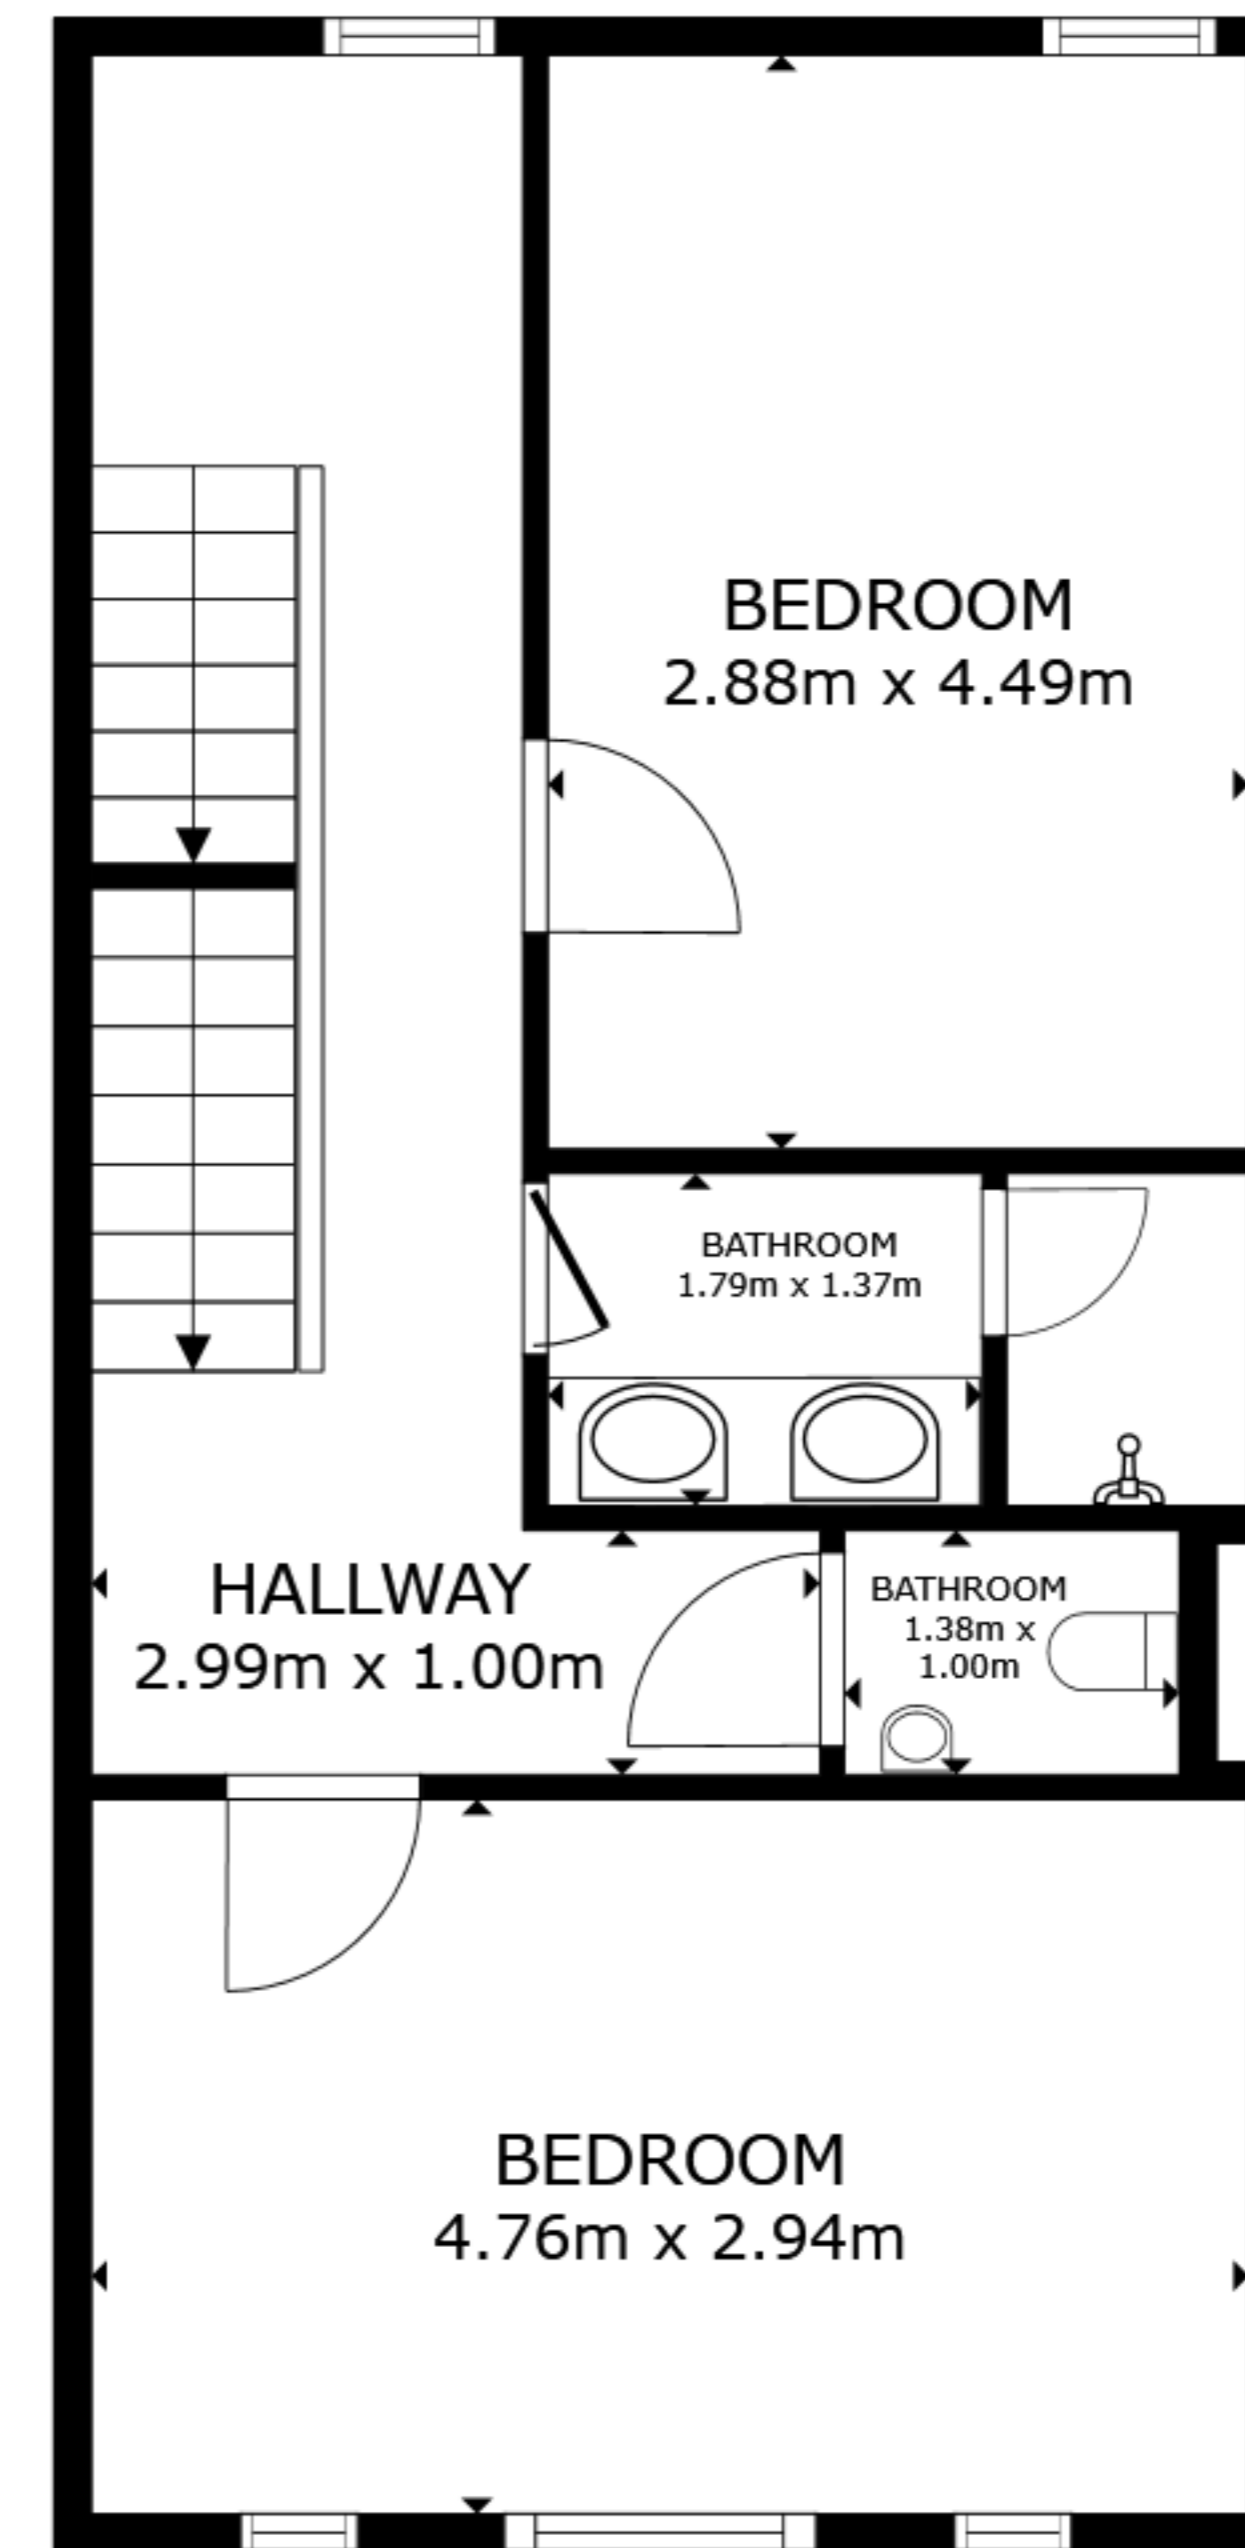 BEDROOM
2.88m x 4.49m
BATHROOM
1.79m x 1.37m
HALLWAY
2.99m x 1.00m
BATHROOM
1.38m x
1.00m
BEDROOM
4.76m x 2.94m